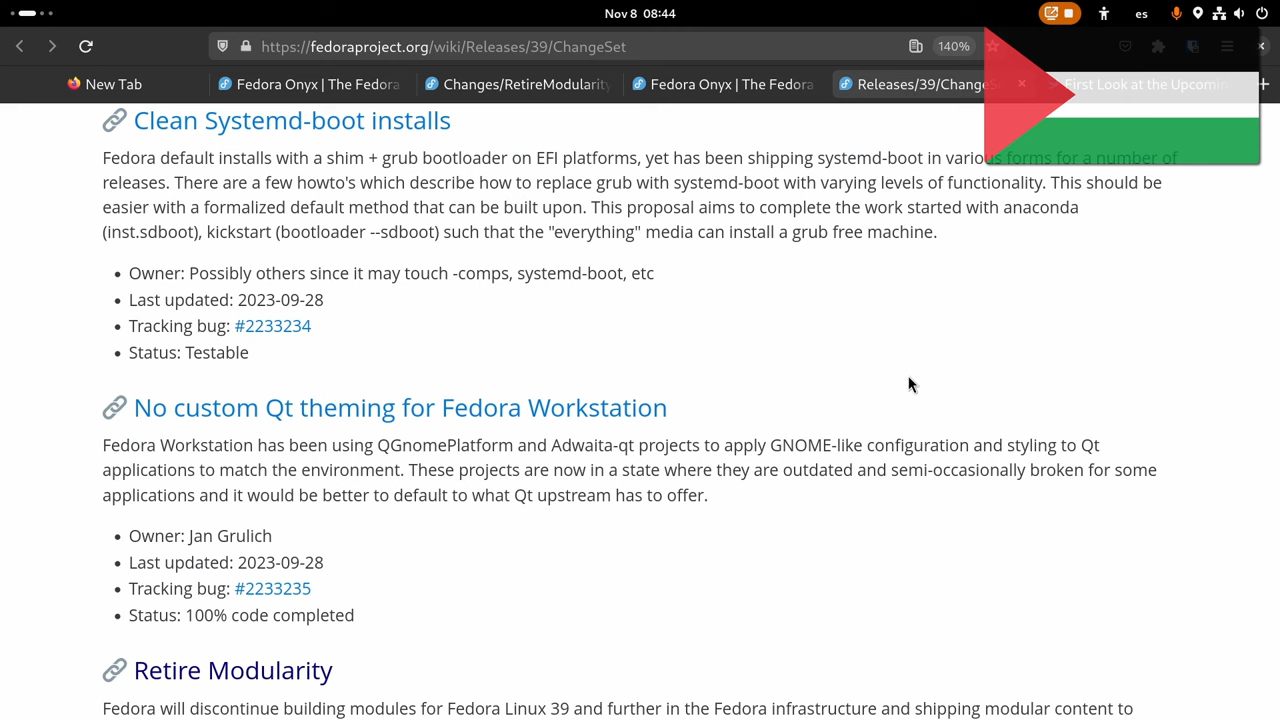 Nov 8 08:44
es
https://fedoraproject.org/wiki/Releases/39/ChangeSet
140%
New Tab
Fedora Onyx | The Fedora
Changes/RetireModularity
Fedora Onyx | The Fedora
Releases/39/ChangeS
First Look at the Upcomin
Clean Systemd-boot installs
Fedora default installs with a shim + grub bootloader on EFI platforms, yet has been shipping systemd-boot in various forms for a number of
releases. There are a few howto's which describe how to replace grub with systemd-boot with varying levels of functionality. This should be
easier with a formalized default method that can be built upon. This proposal aims to complete the work started with anaconda
(inst.sdboot), kickstart (bootloader --sdboot) such that the "everything" media can install a grub free machine.
• Owner: Possibly others since it may touch -comps, systemd-boot, etc
• Last updated: 2023-09-28
• Tracking bug: #2233234
• Status: Testable
No custom Qt theming for Fedora Workstation
Fedora Workstation has been using QGnomePlatform and Adwaita-qt projects to apply GNOME-like configuration and styling to Qt
applications to match the environment. These projects are now in a state where they are outdated and semi-occasionally broken for some
applications and it would be better to default to what Qt upstream has to offer.
• Owner: Jan Grulich
• Last updated: 2023-09-28
• Tracking bug: #2233235
• Status: 100% code completed
Retire Modularity
Fedora will discontinue building modules for Fedora Linux 39 and further in the Fedora infrastructure and shipping modular content to